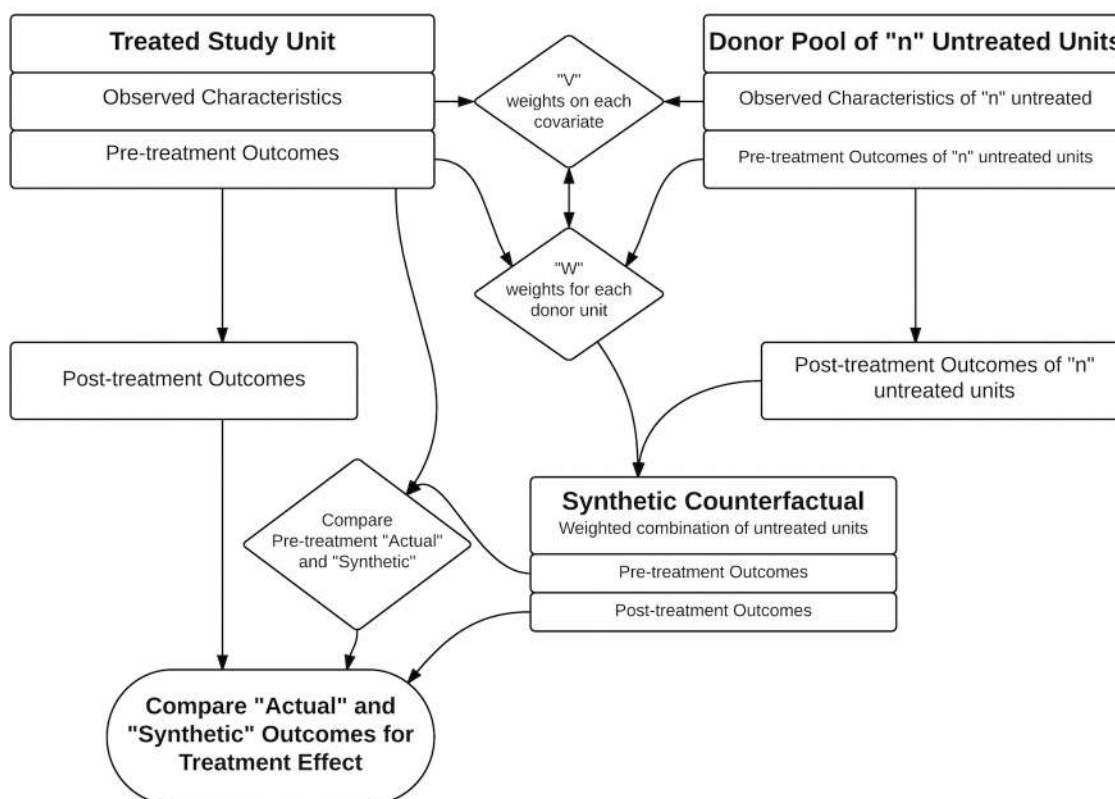 Treated Study Unit
Observed Characteristics
Pre-treatment Outcomes
Donor Pool of "n" Untreated Units
Observed Characteristics of "n" untreated
Pre-treatment Outcomes of "n" untreated units
"V"
weights on each
covariate
"W"
weights for each
donor unit
Post-treatment Outcomes
Post-treatment Outcomes of "n"
untreated units
Synthetic Counterfactual
Weighted combination of untreated units
Pre-treatment Outcomes
Post-treatment Outcomes
Compare
Pre-treatment "Actual"
and "Synthetic"
Compare "Actual" and
"Synthetic" Outcomes for
Treatment Effect